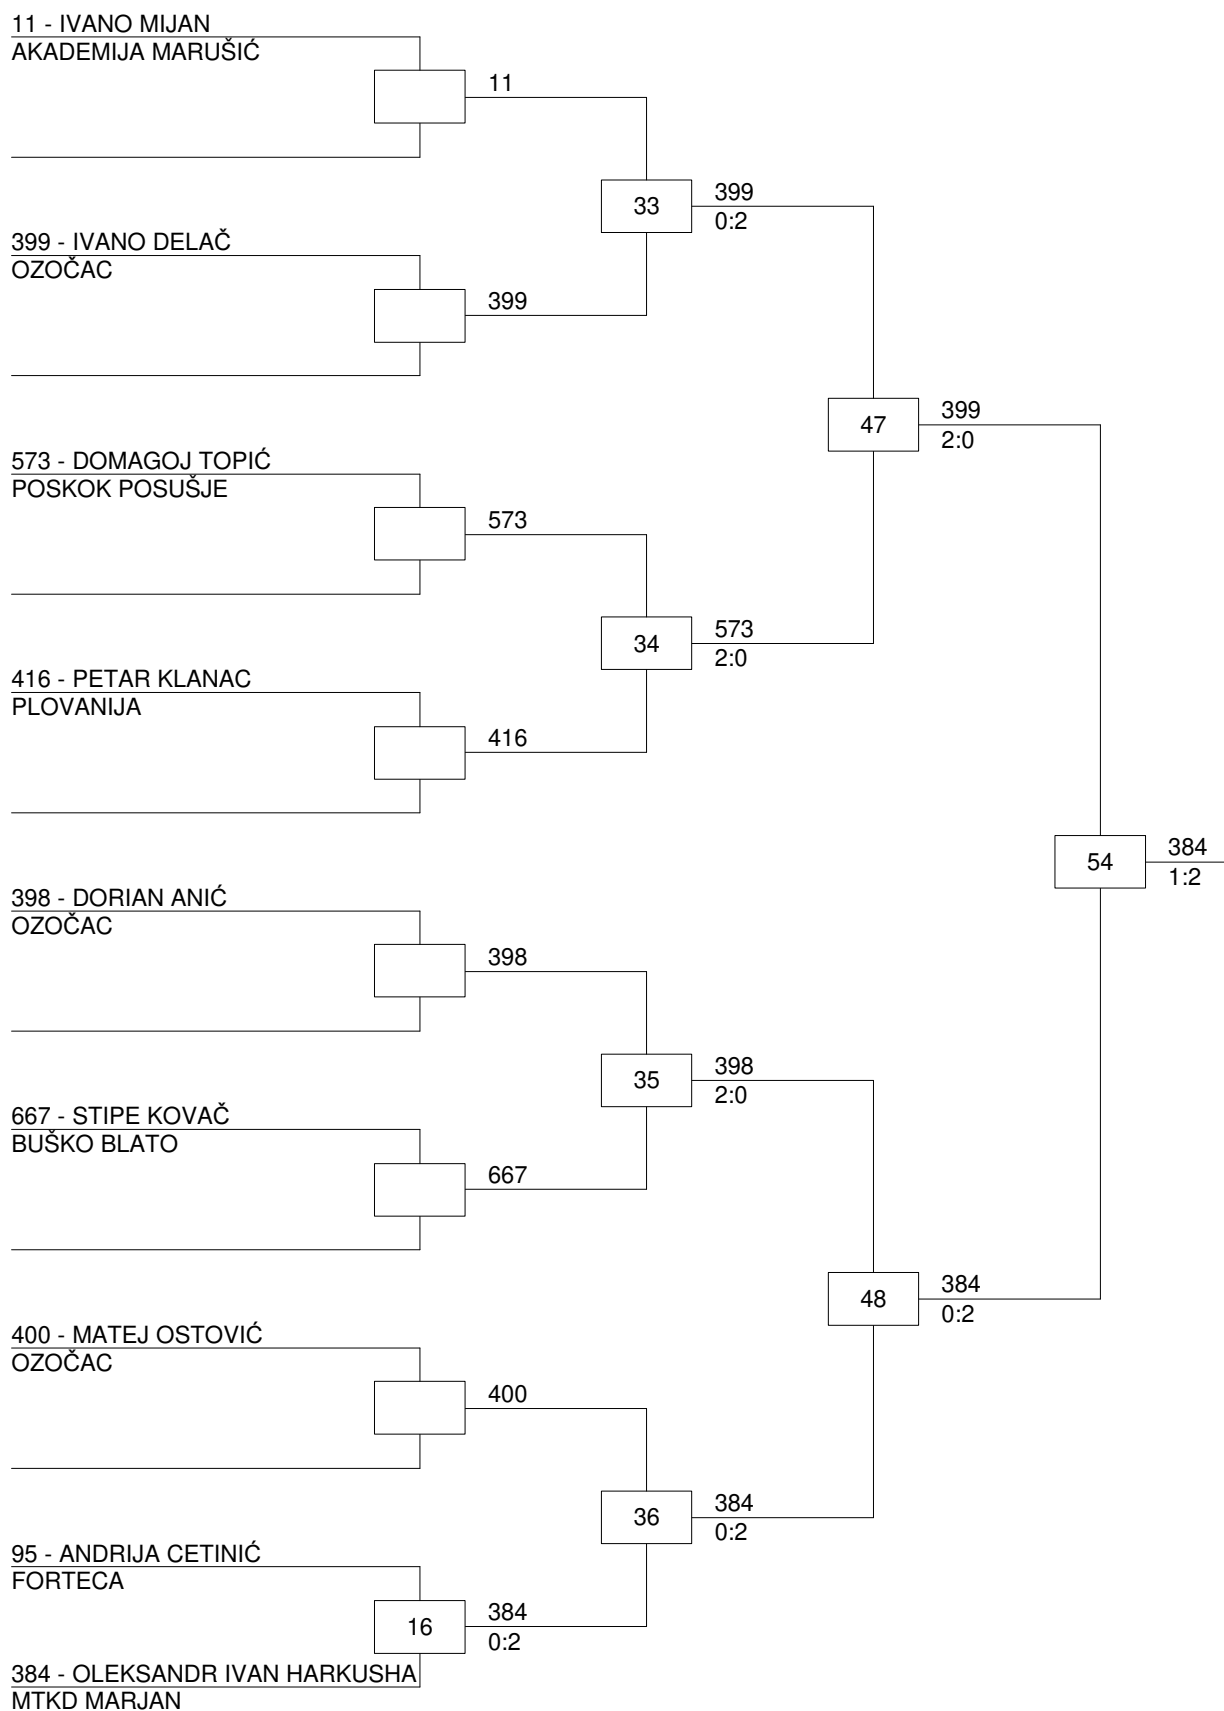 11 - IVANO MIJAN
AKADEMIJA MARUŠIĆ
11
33
399
0:2
399 - IVANO DELAČ
OZOČAC
399
47
399
2:0
573 - DOMAGOJ TOPIĆ
POSKOK POSUŠJE
573
34
573
2:0
416 - PETAR KLANAC
PLOVANIJA
416
54
384
1:2
398 - DORIAN ANIĆ
OZOČAC
398
35
398
2:0
667 - STIPE KOVAČ
BUŠKO BLATO
667
48
384
0:2
400 - MATEJ OSTOVIĆ
OZOČAC
400
36
384
0:2
95 - ANDRIJA CETINIĆ
FORTECA
16
384
0:2
384 - OLEKSANDR IVAN HARKUSHA
MTKD MARJAN